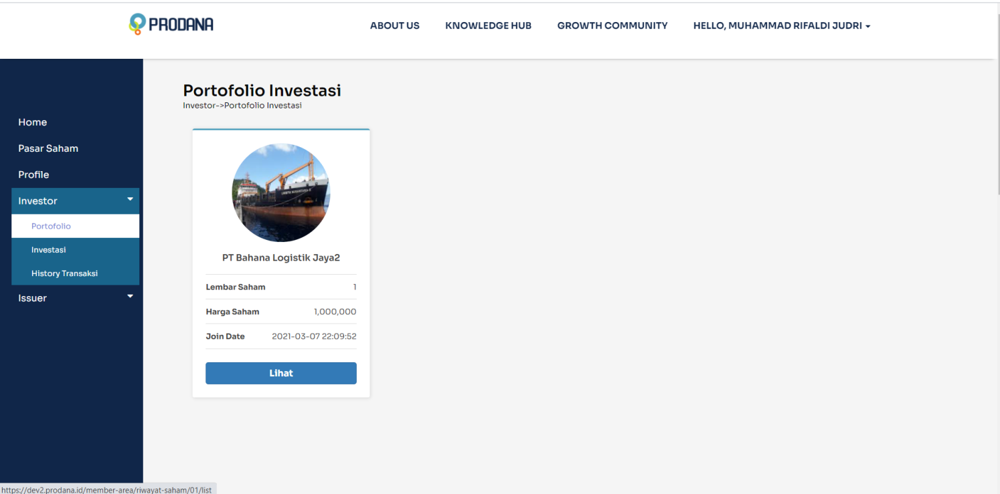 PRODANA
ABOUT US KNOWLEDGE HUB GROWTH COMMUNITY HELLO, MUHAMMAD RIFALDI JUDRI
Home
Pasar Saham
Profile
Investor
Portofolio
Investasi
History Transaksi
Issuer
Portofolio Investasi
Investor->Portofolio Investasi
PT Bahana Logistik Jaya2
Lembar Saham 1
Harga Saham 1,000,000
Join Date 2021-03-07 22:09:52
Lihat
https://dev2.prodana.id/member-area/riwayat-saham/01/list